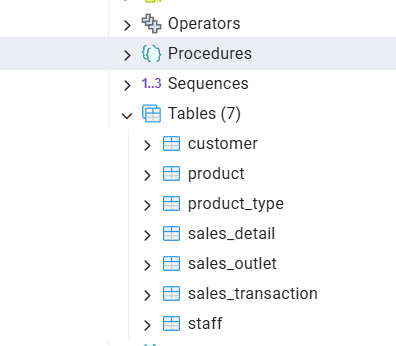 Operators
Procedures
1..3 Sequences
Tables (7)
customer
product
product_type
sales_detail
sales_outlet
sales_transaction
staff